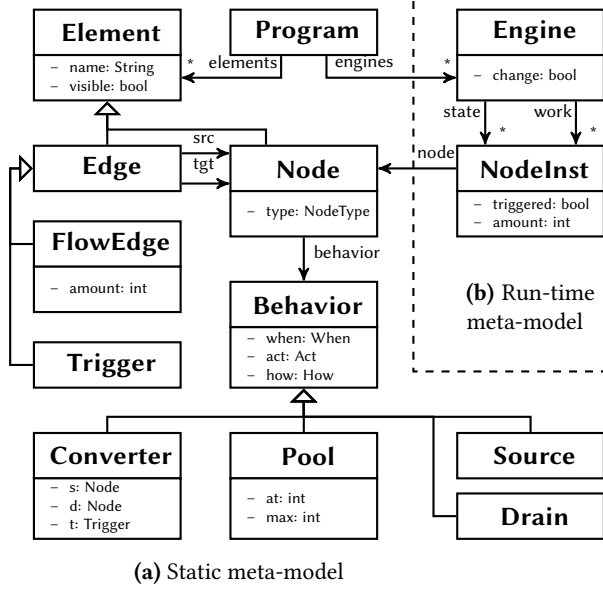 Element
– name: String
– visible: bool
Program
Engine
– change: bool
* elements
engines *
state
work
*
*
src
tgt
Edge
Node
– type: NodeType
node
NodeInst
– triggered: bool
– amount: int
FlowEdge
– amount: int
behavior
Trigger
Behavior
– when: When
– act: Act
– how: How
(b) Run-time
meta-model
Converter
– s: Node
– d: Node
– t: Trigger
Pool
– at: int
– max: int
Source
Drain
(a) Static meta-model